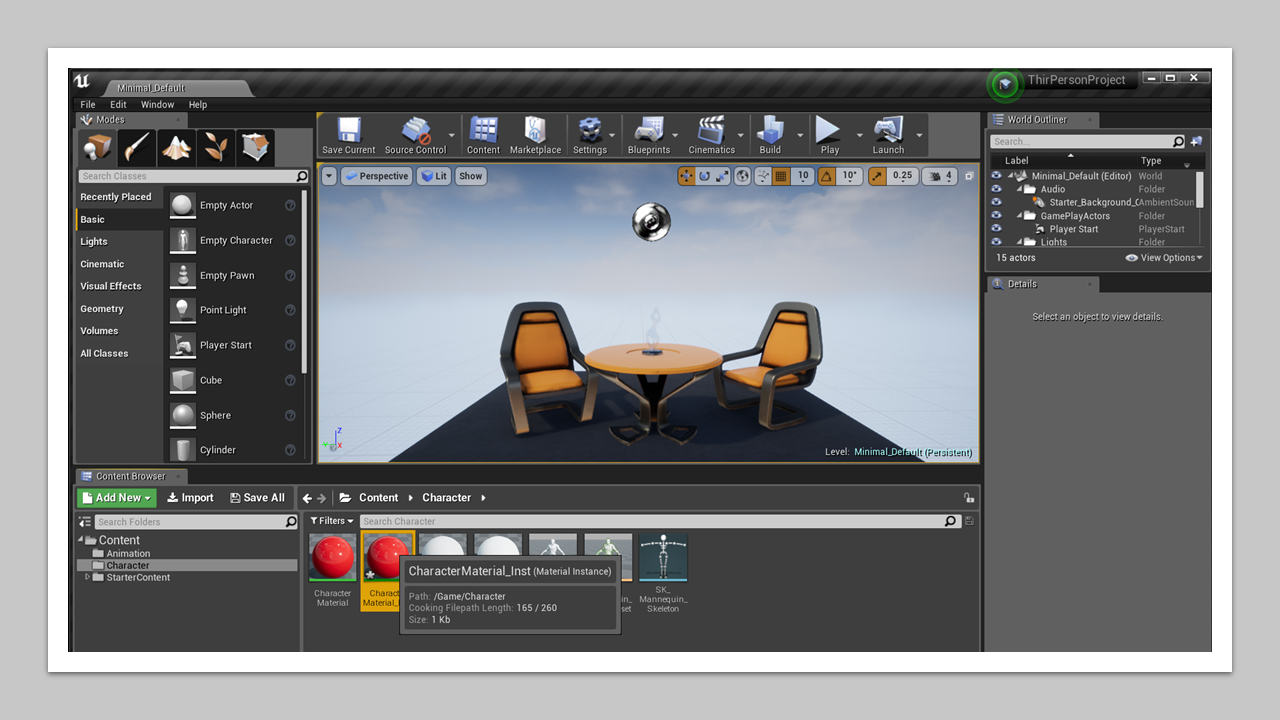 Minimal_Default
ThirPersonProject
File Edit Window Help
Modes
Search Classes
Recently Placed
Basic
Lights
Cinematic
Visual Effects
Geometry
Volumes
All Classes
Empty Actor
Empty Character
Empty Pawn
Point Light
Player Start
Cube
Sphere
Cylinder
Save Current Source Control Content Marketplace Settings Blueprints Cinematics Build Play Launch
Perspective Lit Show
10 10° 0.25 4
Level: Minimal_Default (Persistent)
World Outliner
Search...
Label Type
Minimal_Default (Editor) World
Audio Folder
Starter_Background_ AmbientSoun
GamePlayActors Folder
Player Start PlayerStart
Lights Folder
15 actors View Options
Details
Select an object to view details.
Content Browser
Add New Import Save All Content Character
Search Folders
Content
Animation
Character
StarterContent
Filters Search Character
Character
Material
Charact
Material_
CharacterMaterial_Inst (Material Instance)
Path: /Game/Character
Cooking Filepath Length: 165 / 260
Size: 1 Kb
in_
set
SK_
Mannequin_
Skeleton
Z
X